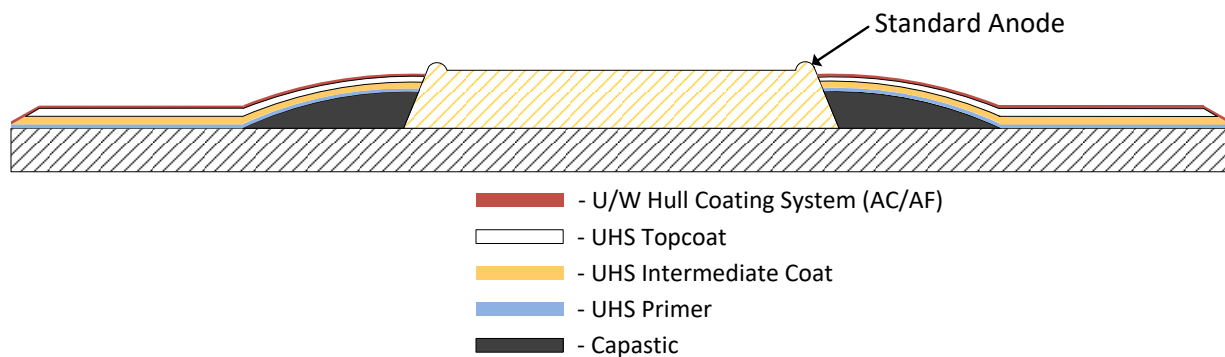 Standard Anode
- U/W Hull Coating System (AC/AF)
- UHS Topcoat
- UHS Intermediate Coat
- UHS Primer
- Capastic